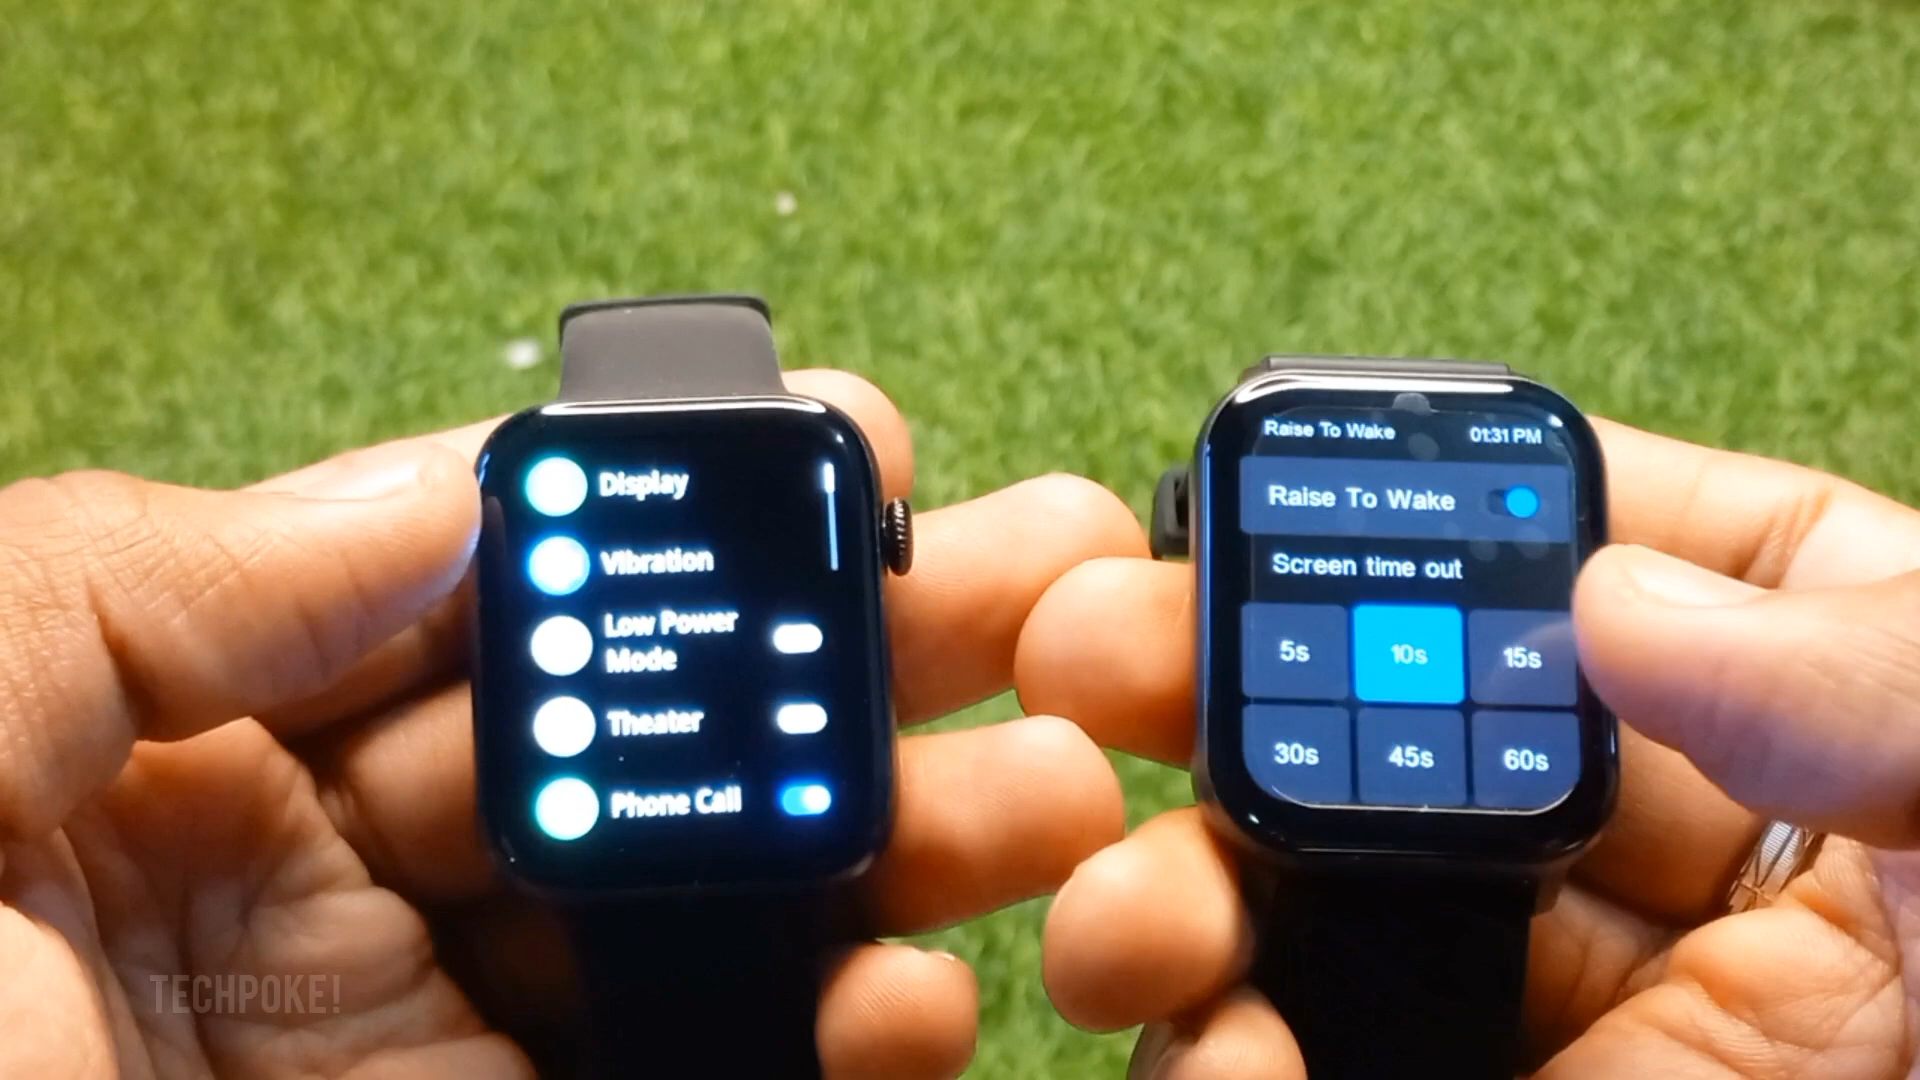 Display
Vibration
Low Power
Mode
Theater
Phone Call
Raise To Wake 01:31 PM
Raise To Wake
Screen time out
5s 10s 15s
30s 45s 60s
TECHPOKE!